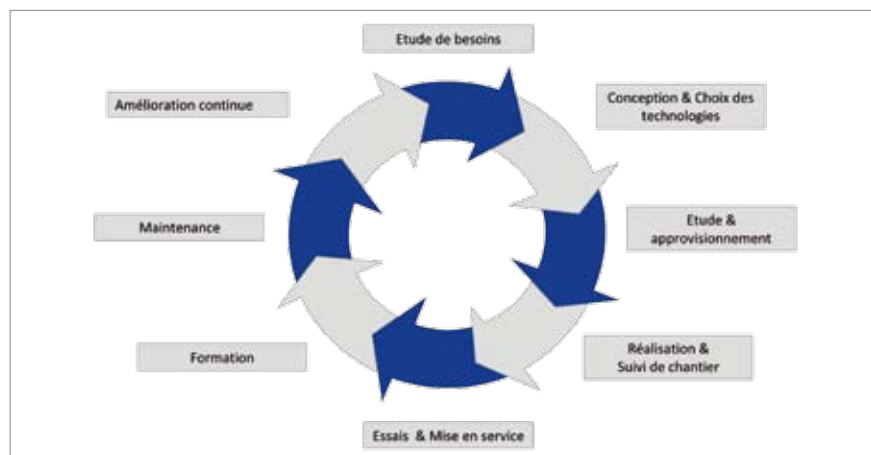 Etude de besoins
Conception & Choix des
technologies
Etude &
approvisionnement
Réalisation &
Suivi de chantier
Essais & Mise en service
Formation
Maintenance
Amélioration continue